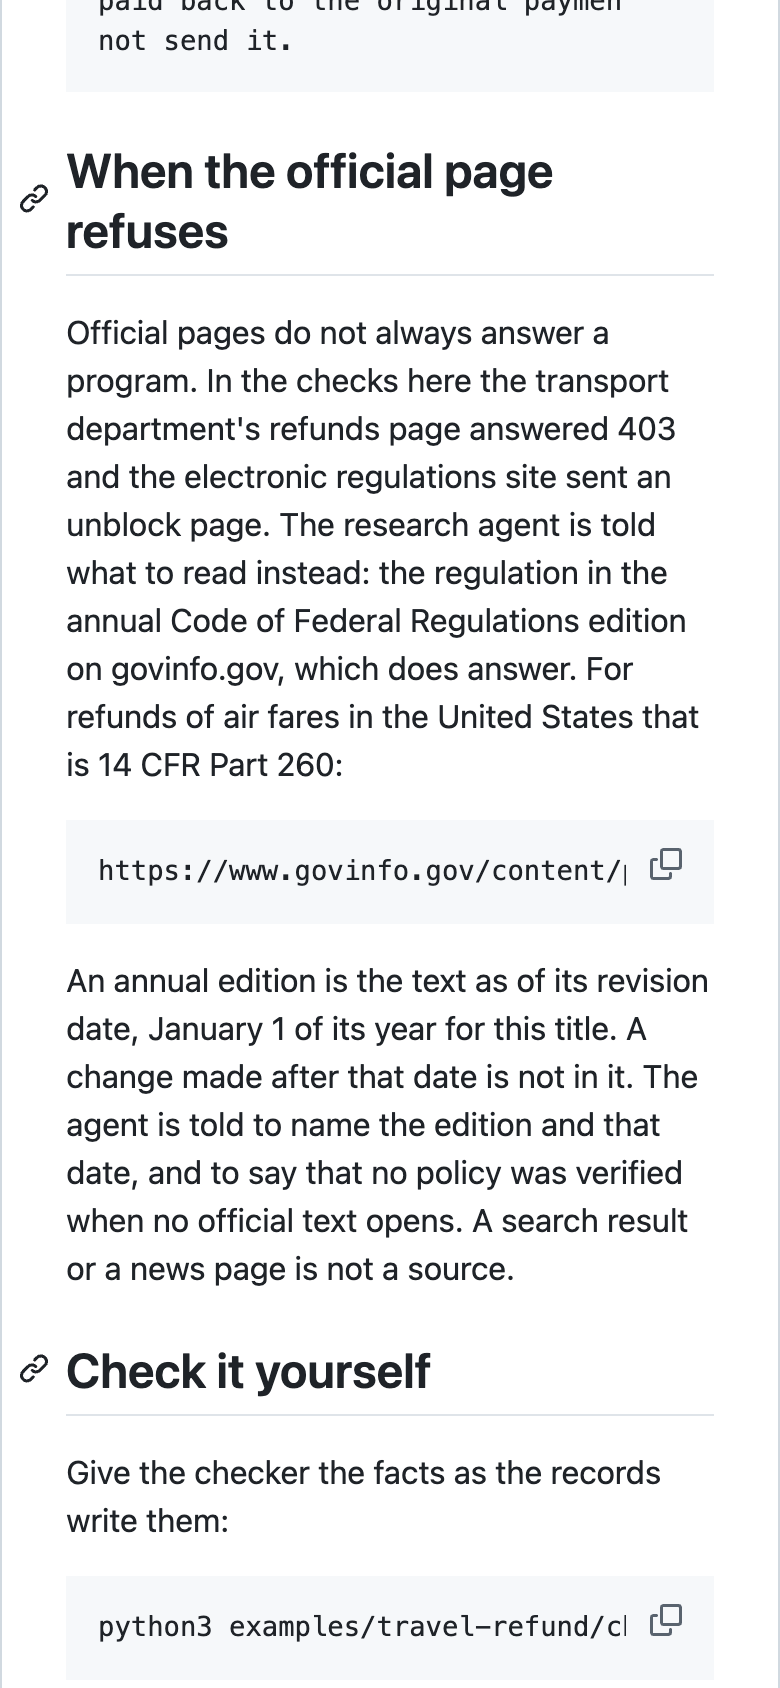 paid back to the original paymen
not send it.
When the official page
refuses
Official pages do not always answer a
program. In the checks here the transport
department's refunds page answered 403
and the electronic regulations site sent an
unblock page. The research agent is told
what to read instead: the regulation in the
annual Code of Federal Regulations edition
on govinfo.gov, which does answer. For
refunds of air fares in the United States that
is 14 CFR Part 260:
https://www.govinfo.gov/content/
An annual edition is the text as of its revision
date, January 1 of its year for this title. A
change made after that date is not in it. The
agent is told to name the edition and that
date, and to say that no policy was verified
when no official text opens. A search result
or a news page is not a source.
Check it yourself
Give the checker the facts as the records
write them:
python3 examples/travel-refund/c